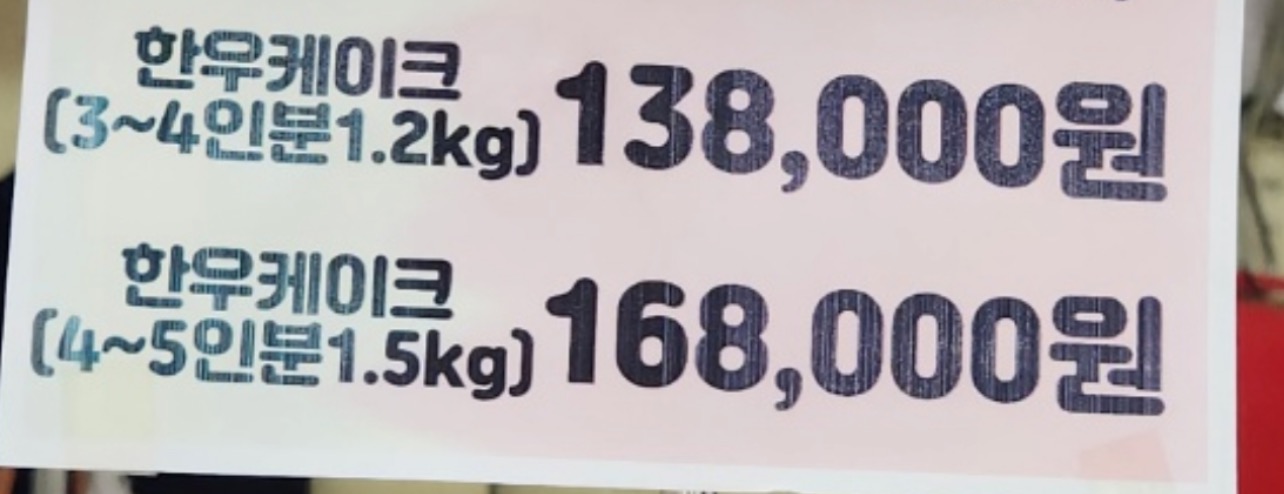 한우케이크
(3~4인분1.2kg) 138,000원
한우케이크
(4~5인분1.5kg) 168,000원